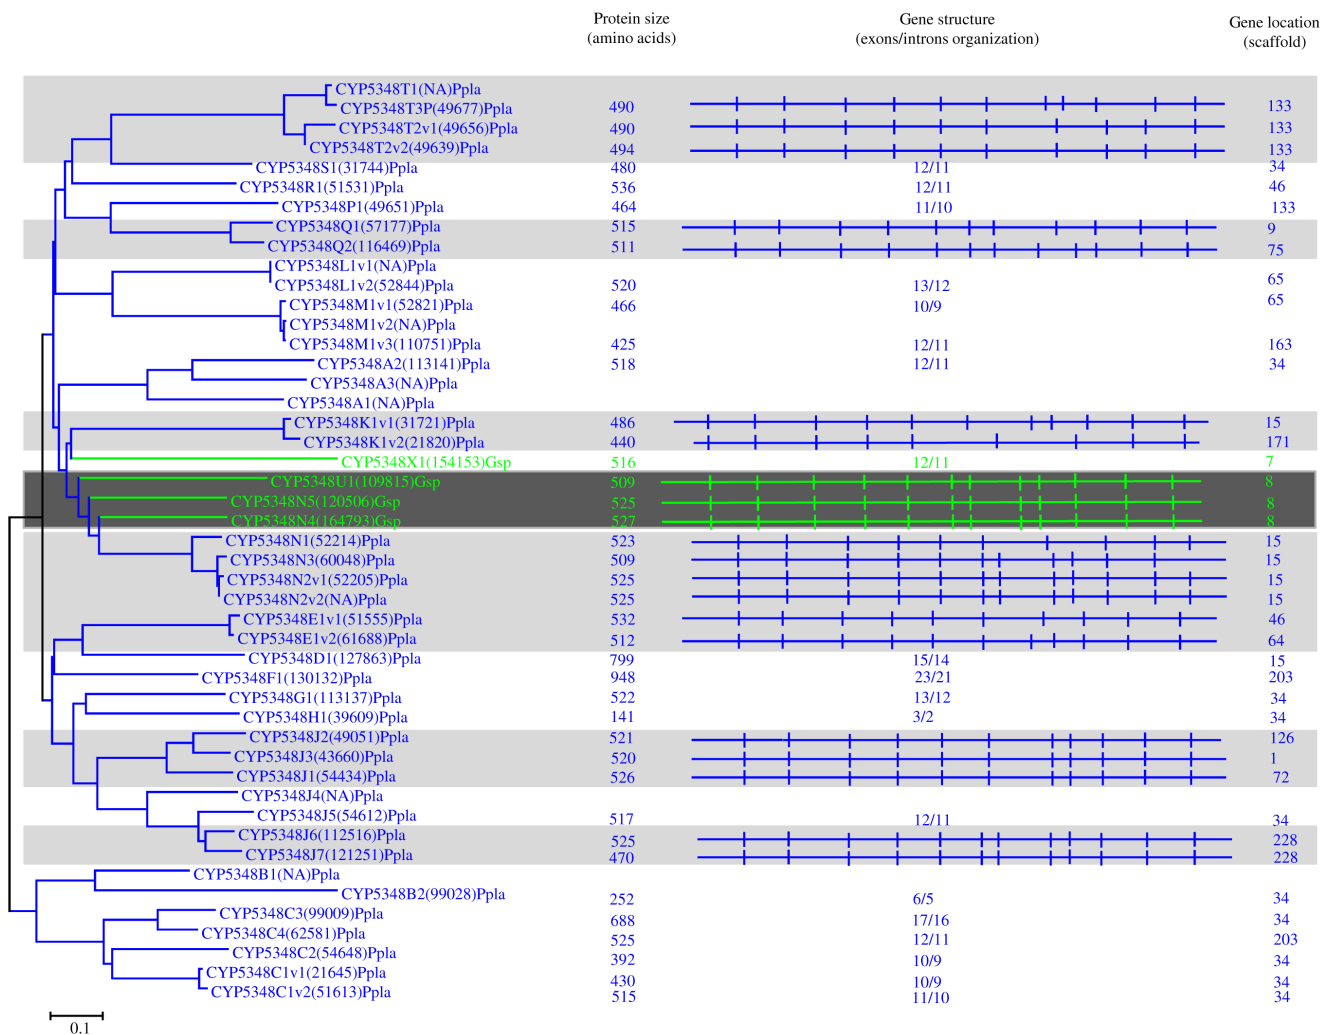 Protein size Gene structure Gene location
(amino acids) (exons/introns organization) (scaffold)
CYP5348T1(NA)Ppla
CYP5348T3P(49677)Ppla 490 133
CYP5348T2v1(49656)Ppla 490 133
CYP5348T2v2(49639)Ppla 494 133
CYP5348S1(31744)Ppla 480 12/11 34
CYP5348R1(51531)Ppla 536 12/11 46
CYP5348P1(49651)Ppla 464 11/10 133
CYP5348Q1(57177)Ppla 515 9
CYP5348Q2(116469)Ppla 511 75
CYP5348L1v1(NA)Ppla
CYP5348L1v2(52844)Ppla 520 13/12 65
CYP5348M1v1(52821)Ppla 466 10/9 65
CYP5348M1v2(NA)Ppla
CYP5348M1v3(110751)Ppla 425 12/11 163
CYP5348A2(113141)Ppla 518 12/11 34
CYP5348A3(NA)Ppla
CYP5348A1(NA)Ppla
CYP5348K1v1(31721)Ppla 486 15
CYP5348K1v2(21820)Ppla 440 171
CYP5348X1(154153)Gsp 516 12/11 7
CYP5348U1(109815)Gsp 509 8
CYP5348N5(120506)Gsp 525 8
CYP5348N4(164793)Gsp 527 8
CYP5348N1(52214)Ppla 523 15
CYP5348N3(60048)Ppla 509 15
CYP5348N2v1(52205)Ppla 525 15
CYP5348N2v2(NA)Ppla 525 15
CYP5348E1v1(51555)Ppla 532 46
CYP5348E1v2(61688)Ppla 512 64
CYP5348D1(127863)Ppla 799 15/14 15
CYP5348F1(130132)Ppla 948 23/21 203
CYP5348G1(113137)Ppla 522 13/12 34
CYP5348H1(39609)Ppla 141 3/2 34
CYP5348J2(49051)Ppla 521 126
CYP5348J3(43660)Ppla 520 1
CYP5348J1(54434)Ppla 526 72
CYP5348J4(NA)Ppla
CYP5348J5(54612)Ppla 517 12/11 34
CYP5348J6(112516)Ppla 525 228
CYP5348J7(121251)Ppla 470 228
CYP5348B1(NA)Ppla
CYP5348B2(99028)Ppla 252 6/5 34
CYP5348C3(99009)Ppla 688 17/16 34
CYP5348C4(62581)Ppla 525 12/11 203
CYP5348C2(54648)Ppla 392 10/9 34
CYP5348C1v1(21645)Ppla 430 10/9 34
CYP5348C1v2(51613)Ppla 515 11/10 34
0.1